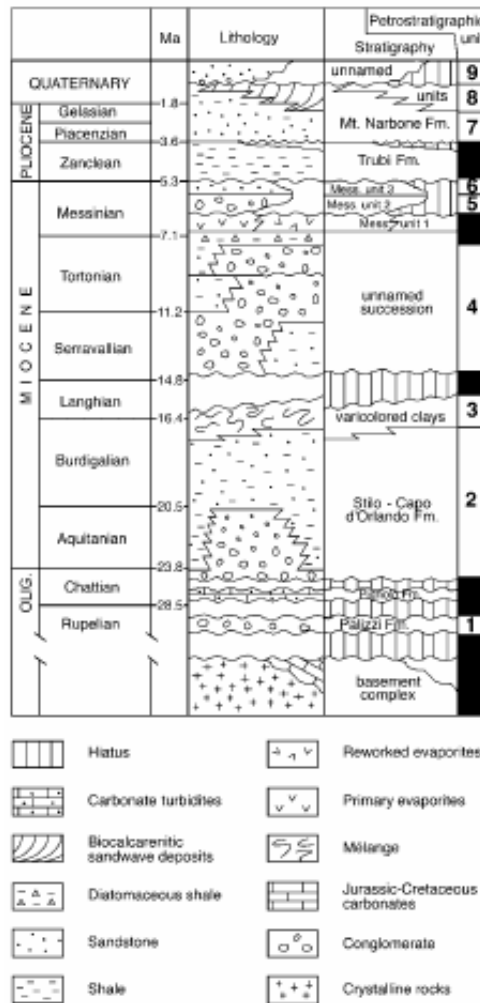 Petrostratigraphic
Ma Lithology Stratigraphy
QUATERNARY unnamed 9
1.8 units 8
PLIOCENE Gelasian Mt. Narbone Fm. 7
Piacenzian
3.6
Zanclean Trubi Fm.
5.3
MIOCENE Messinian Mess. unit 3 6
Mess. unit 2 5
Mess. unit 1
7.1
Tortonian unnamed succession 4
11.2
Serravallian
14.8
Langhian 3
16.4 varicolored clays
Burdigalian
20.5 Stilo - Capo d'Orlando Fm. 2
Aquitanian
23.8
OLIG. Chattian
28.5
Rupelian Palizzi Fm. 1
basement
complex
Hiatus Reworked evaporites
Carbonate turbidites Primary evaporites
Biocalcarenitic sandwave deposits Mélange
Diatomaceous shale Jurassic-Cretaceous carbonates
Sandstone Conglomerate
Shale Crystalline rocks